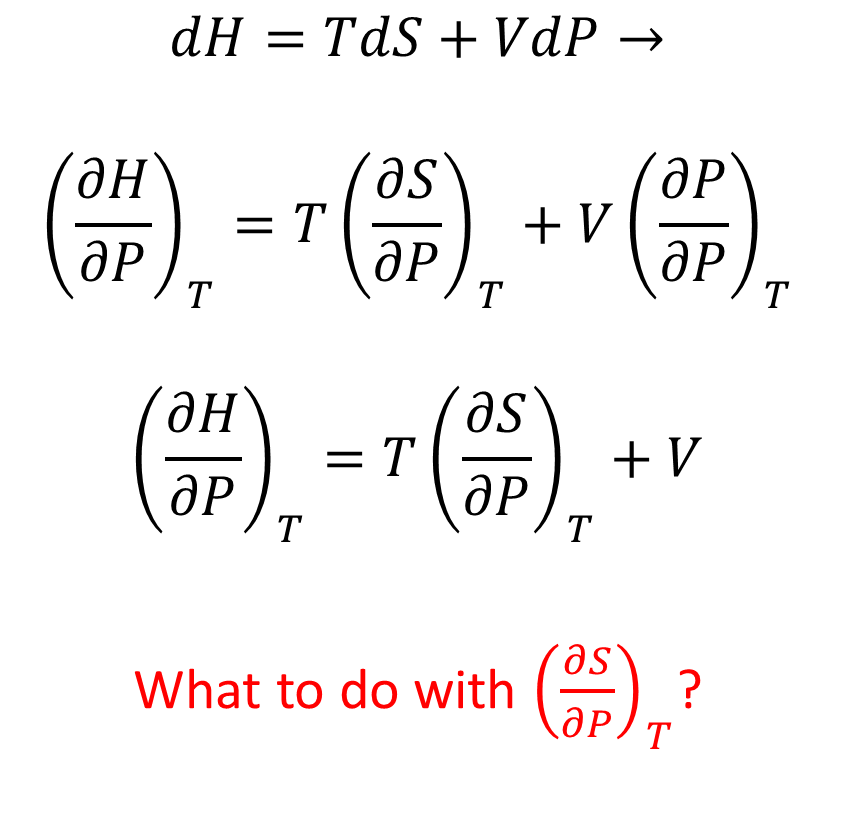 dH = TdS + VdP →
(∂H/∂P)_T = T(∂S/∂P)_T + V(∂P/∂P)_T
(∂H/∂P)_T = T(∂S/∂P)_T + V
What to do with (∂S/∂P)_T ?